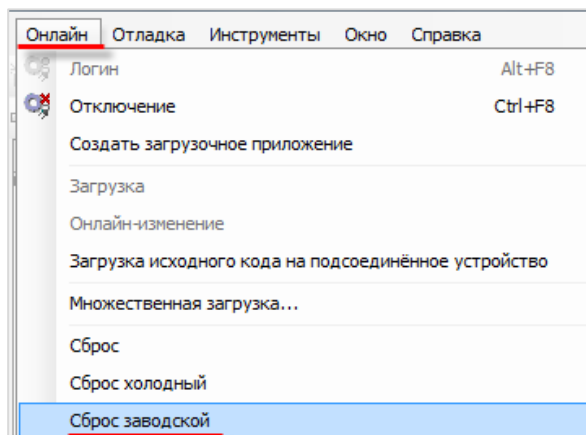 Онлайн Отладка Инструменты Окно Справка
Логин Alt+F8
Отключение Ctrl+F8
Создать загрузочное приложение
Загрузка
Онлайн-изменение
Загрузка исходного кода на подсоединённое устройство
Множественная загрузка...
Сброс
Сброс холодный
Сброс заводской